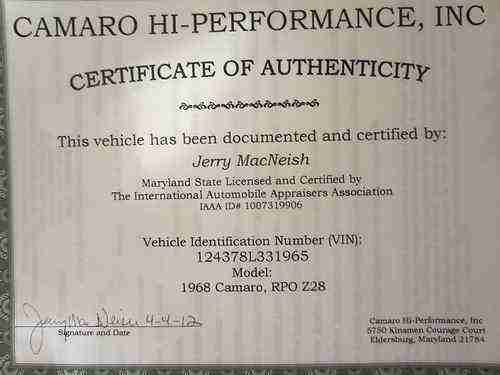 CAMARO HI-PERFORMANCE, INC
CERTIFICATE OF AUTHENTICITY
This vehicle has been documented and certified by:
Jerry MacNeish
Maryland State Licensed and Certified by
The International Automobile Appraisers Association
IAAA ID# 1007319906
Vehicle Identification Number (VIN):
124378L331965
Model:
1968 Camaro, RPO Z28
Jerry MacNeish 4-4-12
Signature and Date
Camaro Hi-Performance, Inc
5750 Kinsmen Courage Court
Eldersburg, Maryland 21784